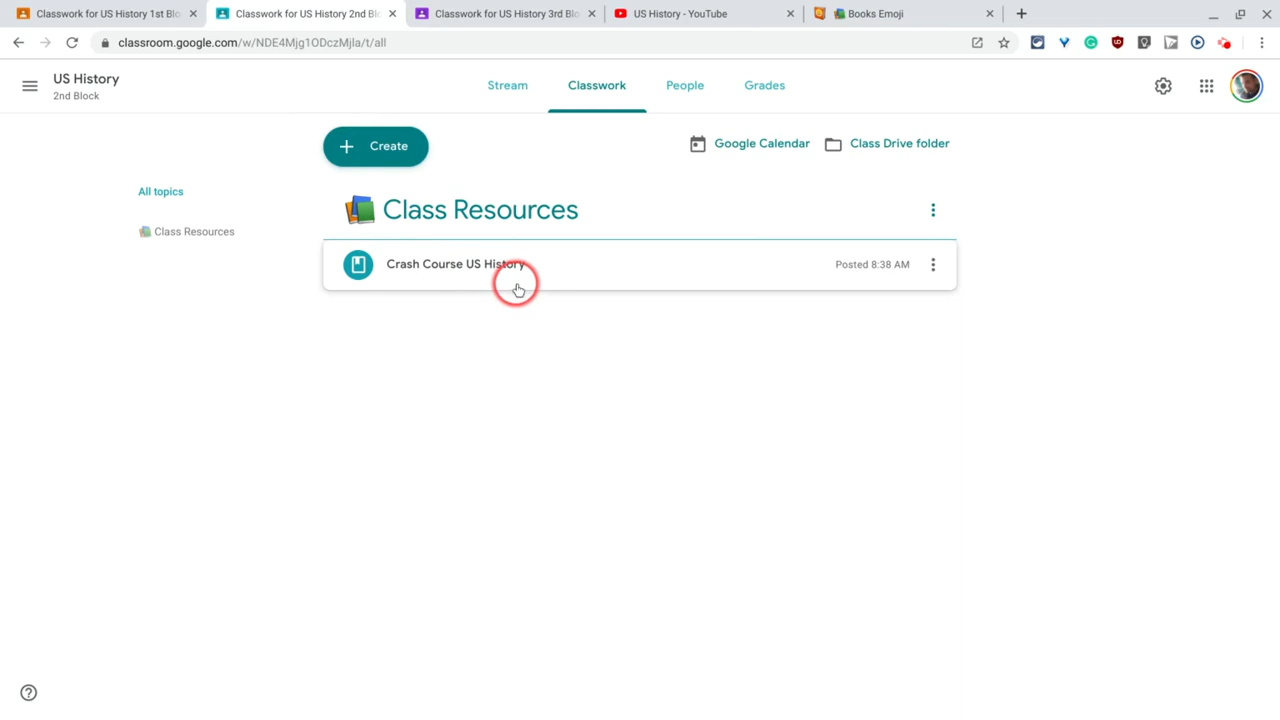 Classwork for US History 1st Blo
Classwork for US History 2nd Blo
Classwork for US History 3rd Blo
US History - YouTube
Books Emoji
classroom.google.com/w/NDE4Mjg1ODczMjla/t/all
US History
2nd Block
Stream
Classwork
People
Grades
Create
Google Calendar
Class Drive folder
All topics
Class Resources
Class Resources
Crash Course US History
Posted 8:38 AM